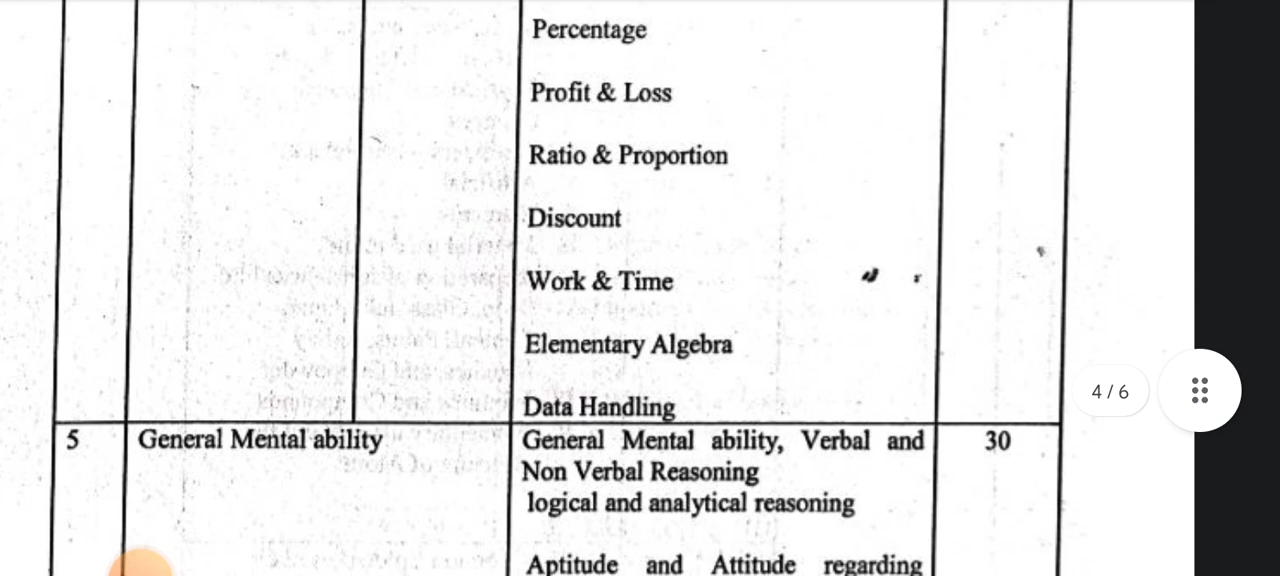 Percentage
Profit & Loss
Ratio & Proportion
Discount
Work & Time
Elementary Algebra
Data Handling
4 / 6
5 General Mental ability General Mental ability, Verbal and 30
Non Verbal Reasoning
logical and analytical reasoning
Aptitude and Attitude regarding